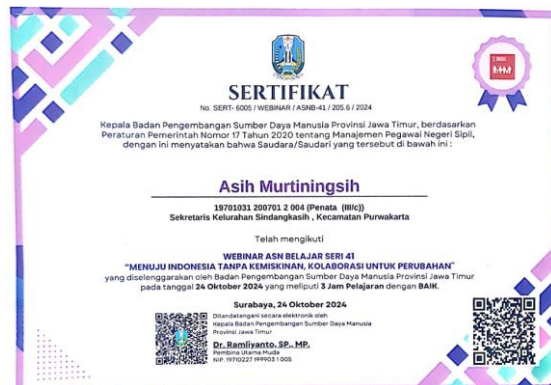 SERTIFIKAT
No. SERT- 6005 / WEBINAR / ASNB-41 / 205.6 / 2024
Kepala Badan Pengembangan Sumber Daya Manusia Provinsi Jawa Timur, berdasarkan
Peraturan Pemerintah Nomor 17 Tahun 2020 tentang Manajemen Pegawai Negeri Sipil,
dengan ini menyatakan bahwa Saudara/Saudari yang tersebut di bawah ini :
Asih Murtiningsih
19701031 200701 2 004 (Penata (III/c))
Sekretaris Kelurahan Sindangkasih , Kecamatan Purwakarta
Telah mengikuti
WEBINAR ASN BELAJAR SERI 41
"MENUJU INDONESIA TANPA KEMISKINAN, KOLABORASI UNTUK PERUBAHAN"
yang diselenggarakan oleh Badan Pengembangan Sumber Daya Manusia Provinsi Jawa Timur
pada tanggal 24 Oktober 2024 yang meliputi 3 Jam Pelajaran dengan BAIK.
Surabaya, 24 Oktober 2024
Ditandatangani secara elektronik oleh
Kepala Badan Pengembangan Sumber Daya Manusia
Provinsi Jawa Timur
Dr. Ramliyanto, SP., MP.
Pembina Utama Muda
NIP. 19710227 199903 1 005